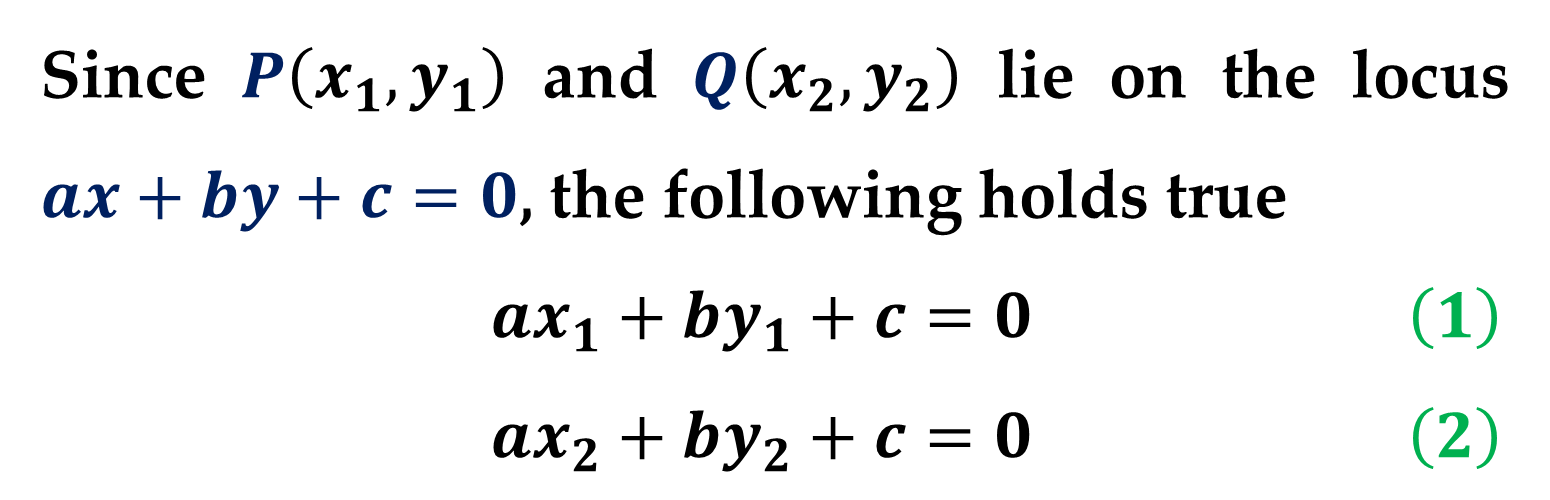 Since P(x₁, y₁) and Q(x₂, y₂) lie on the locus
ax + by + c = 0, the following holds true
ax₁ + by₁ + c = 0 (1)
ax₂ + by₂ + c = 0 (2)